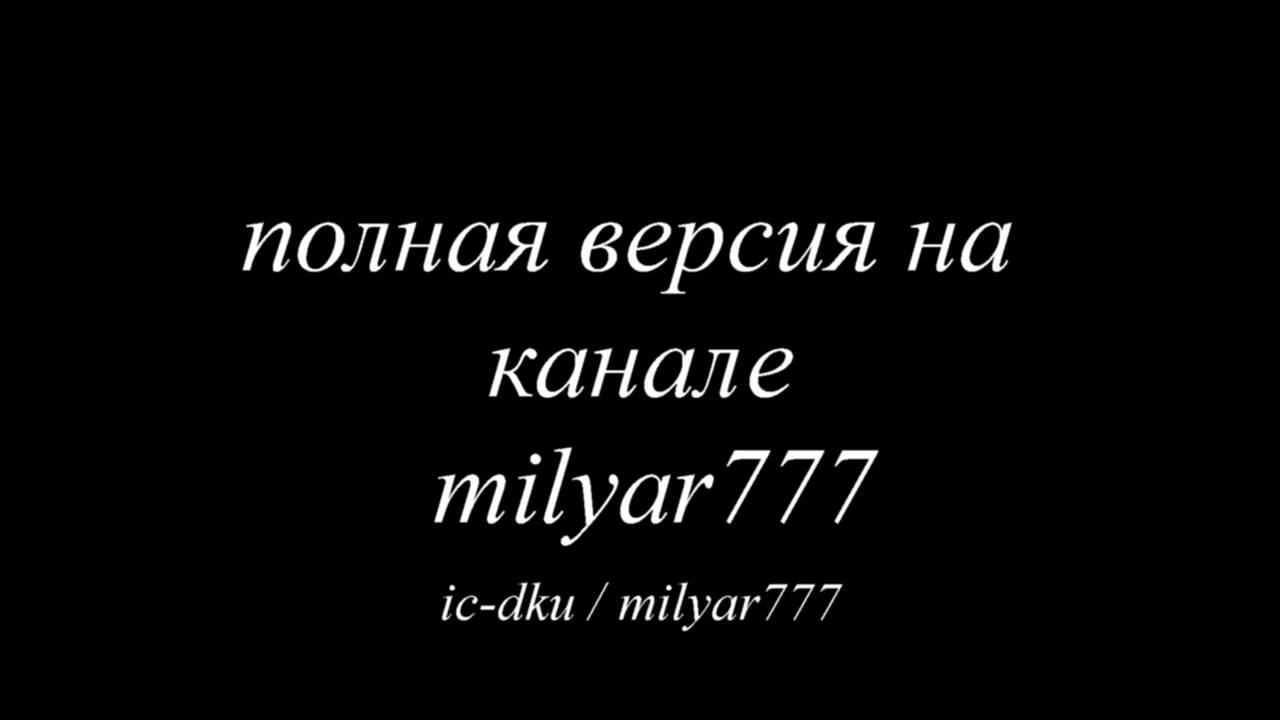 полная версия на
канале
milyar777
ic-dku / milyar777